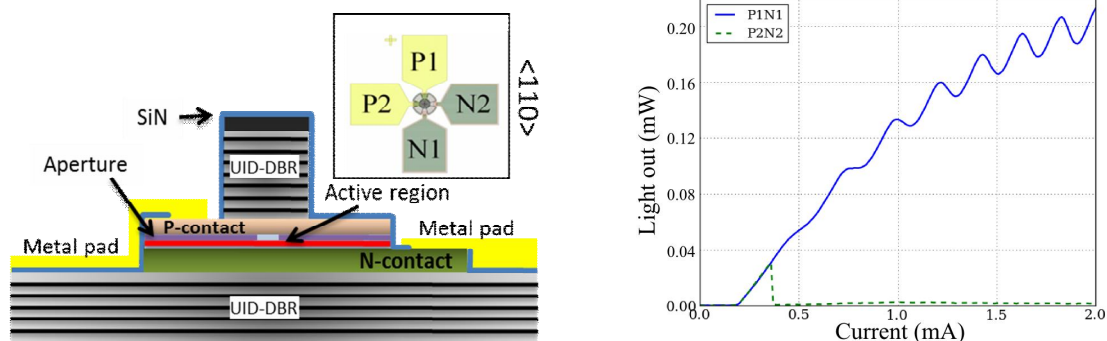 SiN
Aperture
UID-DBR
Active region
P-contact
Metal pad
Metal pad
N-contact
UID-DBR
P1
P2
N2
N1
<110>
P1N1
P2N2
Light out (mW)
0.20
0.16
0.12
0.08
0.04
0.00
0.0
0.5
1.0
1.5
2.0
Current (mA)